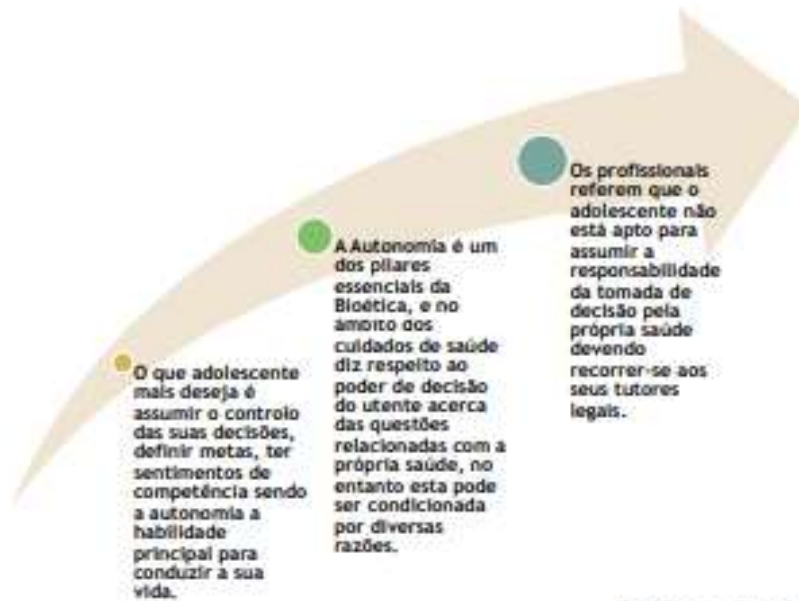 O que adolescente
mais deseja é
assumir o controlo
das suas decisões,
definir metas, ter
sentimentos de
competência sendo
a autonomia a
habilidade
principal para
conduzir a sua
vida.
A Autonomia é um
dos pilares
essenciais da
Bioética, e no
âmbito dos
cuidados de saúde
diz respeito ao
poder de decisão
do utente acerca
das questões
relacionadas com a
própria saúde, no
entanto esta pode
ser condicionada
por diversas
razões.
Os profissionais
referem que o
adolescente não
está apto para
assumir a
responsabilidade
da tomada de
decisão pela
própria saúde
devendo
recorrer-se aos
seus tutores
legais.